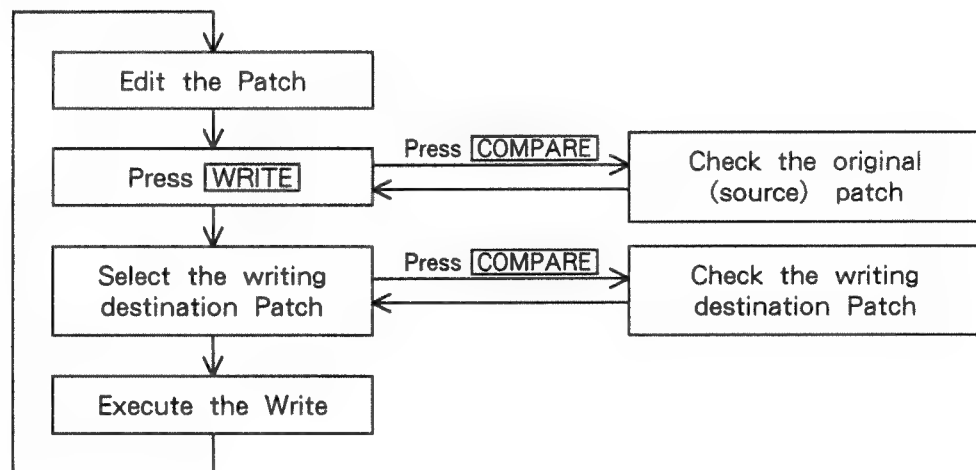 Edit the Patch
Press WRITE
Press COMPARE
Check the original
(source) patch
Select the writing
destination Patch
Press COMPARE
Check the writing
destination Patch
Execute the Write